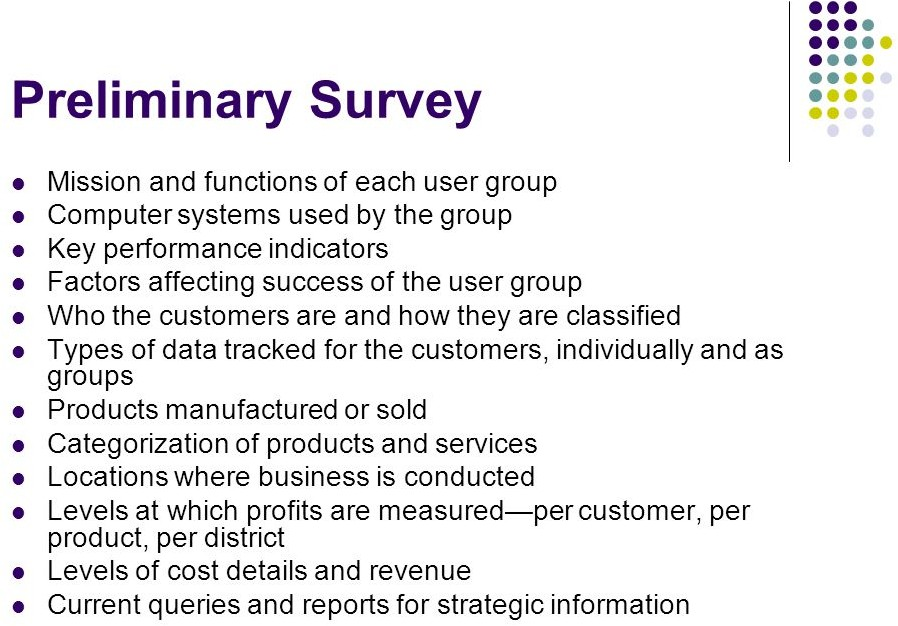 Preliminary Survey
Mission and functions of each user group
Computer systems used by the group
Key performance indicators
Factors affecting success of the user group
Who the customers are and how they are classified
Types of data tracked for the customers, individually and as
groups
Products manufactured or sold
Categorization of products and services
Locations where business is conducted
Levels at which profits are measured—per customer, per
product, per district
Levels of cost details and revenue
Current queries and reports for strategic information